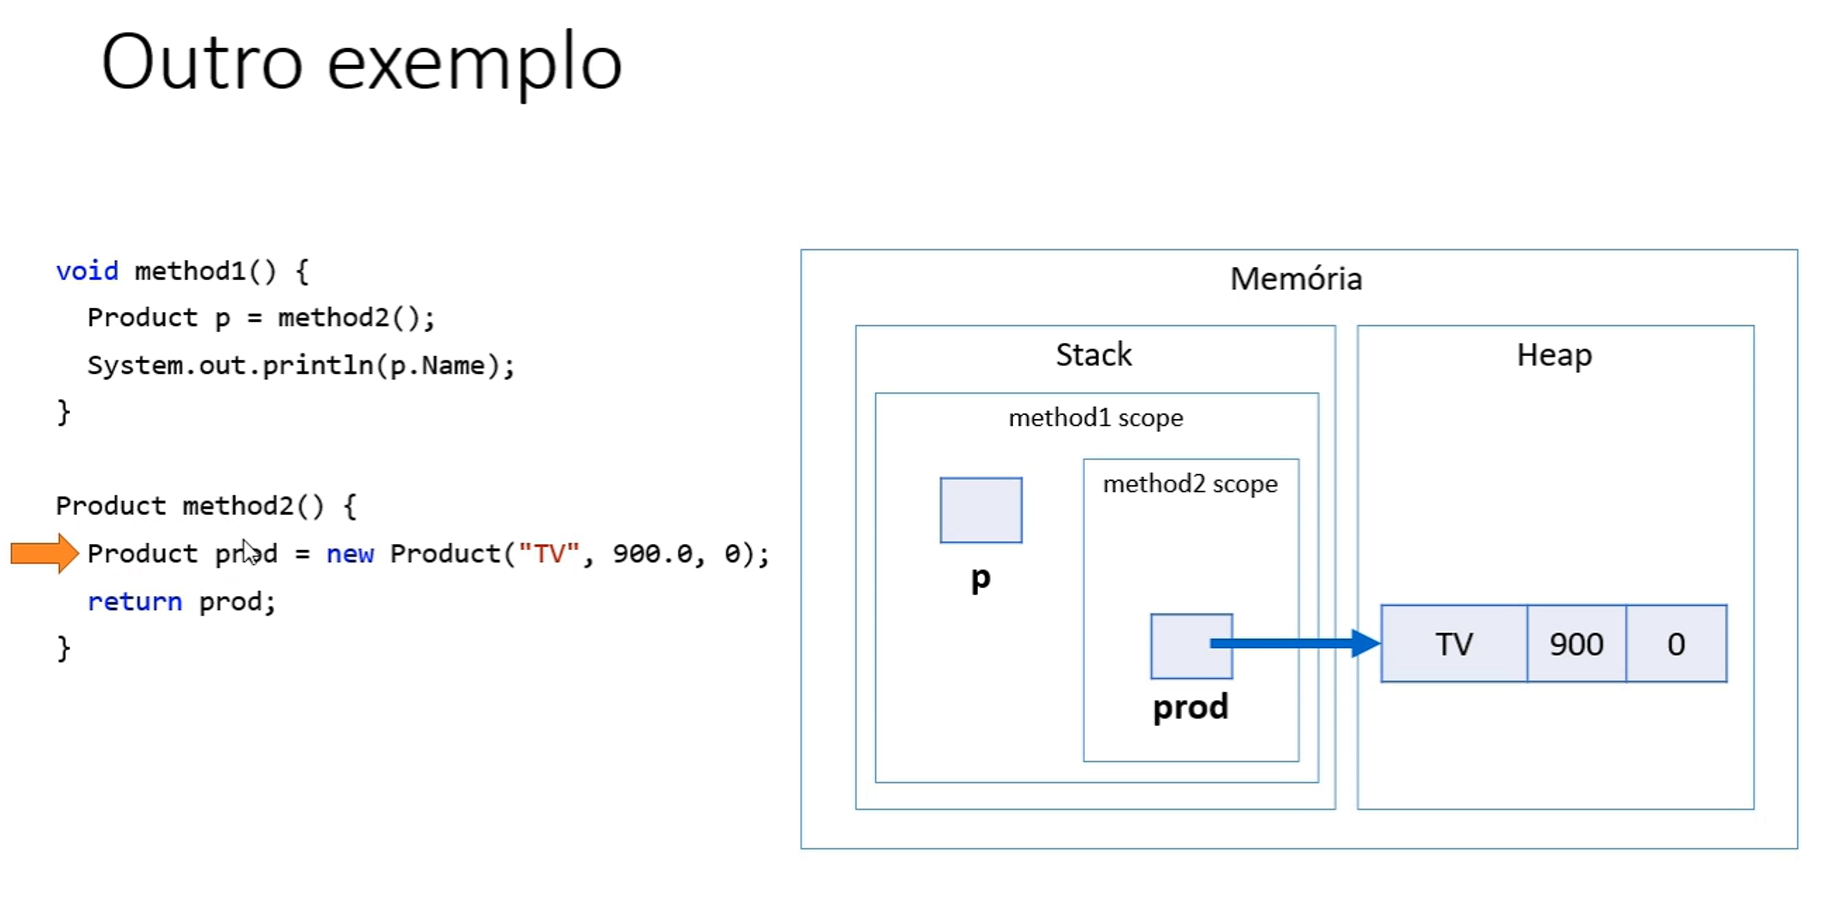 Outro exemplo
void method1() {
Product p = method2();
System.out.println(p.Name);
}
Product method2() {
Product prod = new Product("TV", 900.0, 0);
return prod;
}
Memória
Stack
Heap
method1 scope
method2 scope
p
prod
TV 900 0